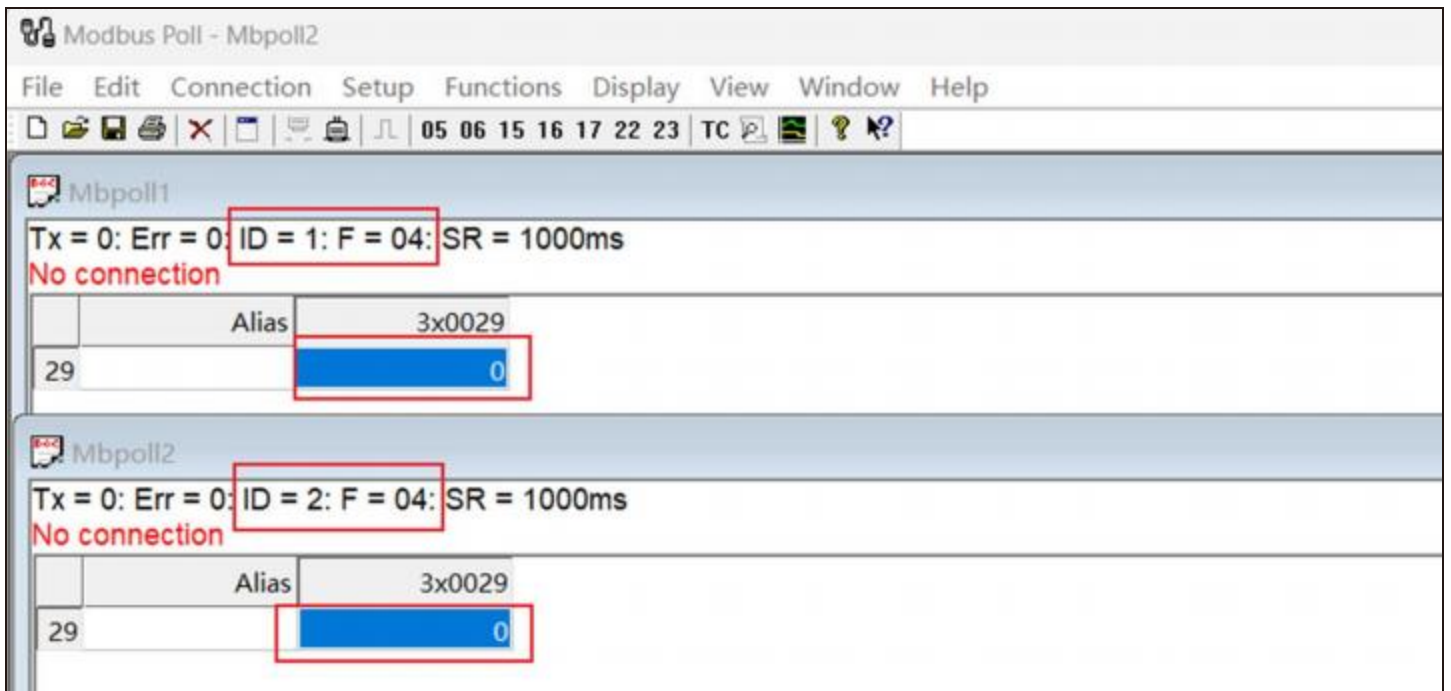 Modbus Poll - Mbpoll2
File Edit Connection Setup Functions Display View Window Help
05 06 15 16 17 22 23 TC
Mbpoll1
Tx = 0: Err = 0: ID = 1: F = 04: SR = 1000ms
No connection
Alias 3x0029
29 0
Mbpoll2
Tx = 0: Err = 0: ID = 2: F = 04: SR = 1000ms
No connection
Alias 3x0029
29 0